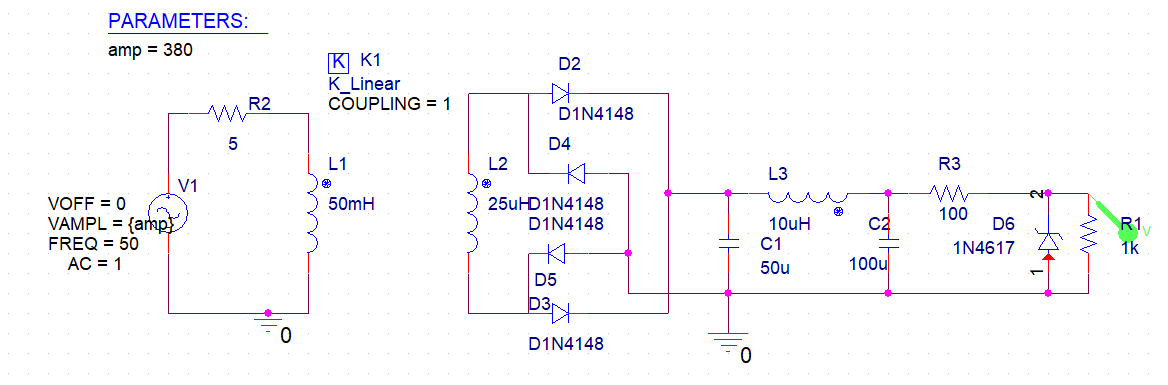 PARAMETERS:
amp = 380
K K1
K_Linear
COUPLING = 1
R2
5
V1
VOFF = 0
VAMPL = {amp}
FREQ = 50
AC = 1
L1
50mH
0
L2
25uH
D2
D1N4148
D4
D1N4148
D1N4148
D5
D3
D1N4148
L3
10uH
C1
50u
C2
100u
R3
100
D6
1N4617
2
1
R1
1k
V
0